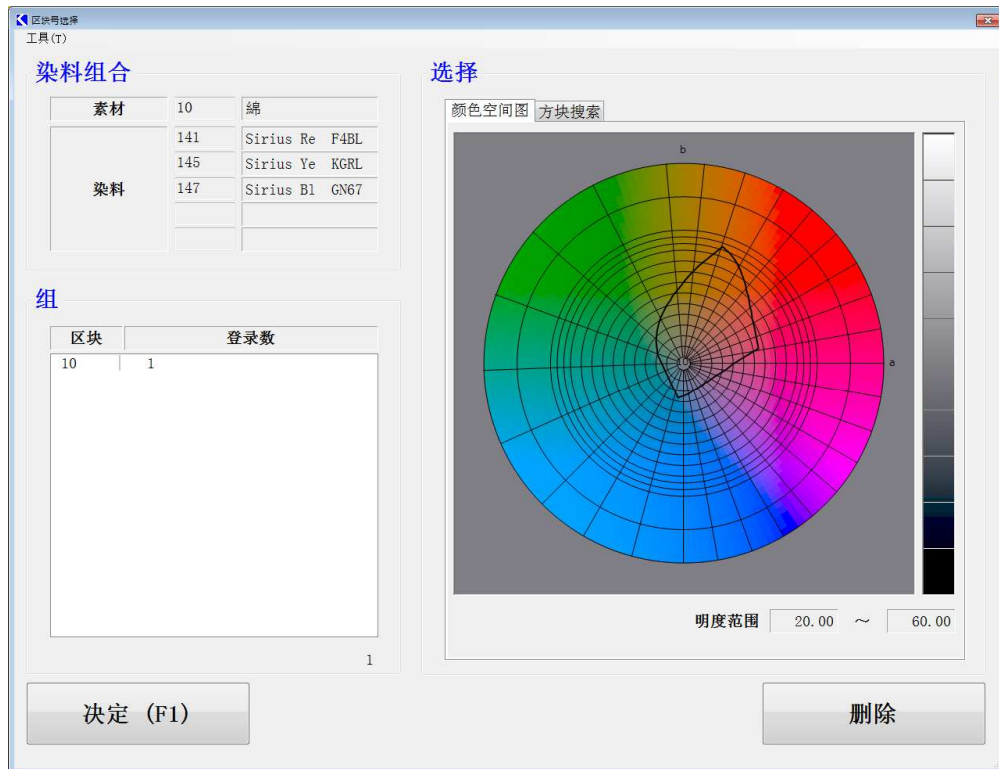 区块号选择
工具(T)
染料组合
素材 10 綿
染料
141 Sirius Re F4BL
145 Sirius Ye KGRL
147 Sirius Bl GN67
组
区块 登录数
10 1
1
决定 (F1)
选择
颜色空间图 方块搜索
b
a
明度范围 20.00 ～ 60.00
删除